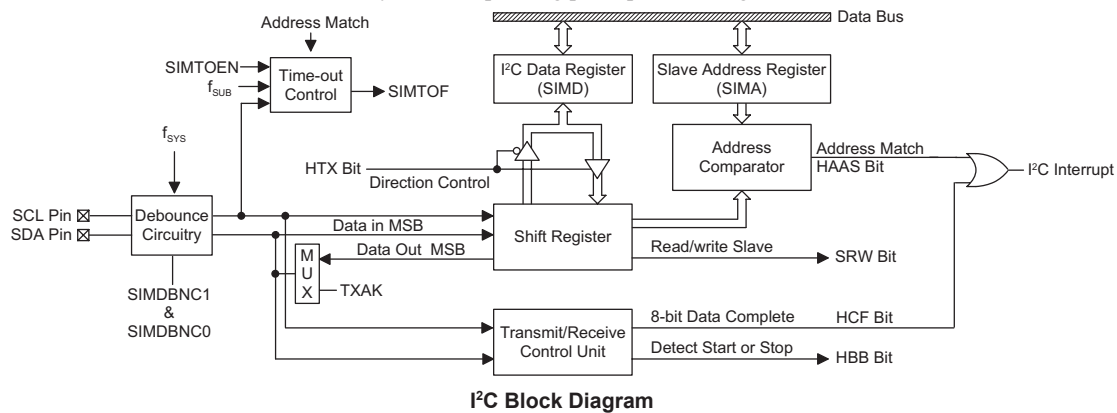 Data Bus
Address Match
SIMTOEN
fSUB
Time-out
Control
SIMTOF
I²C Data Register
(SIMD)
Slave Address Register
(SIMA)
fSYS
HTX Bit
Direction Control
Address
Comparator
Address Match
HAAS Bit
I²C Interrupt
SCL Pin
SDA Pin
Debounce
Circuitry
Data in MSB
Shift Register
Data Out MSB
M
U
X
TXAK
Read/write Slave
SRW Bit
SIMDBNC1
&
SIMDBNC0
Transmit/Receive
Control Unit
8-bit Data Complete
HCF Bit
Detect Start or Stop
HBB Bit
I²C Block Diagram